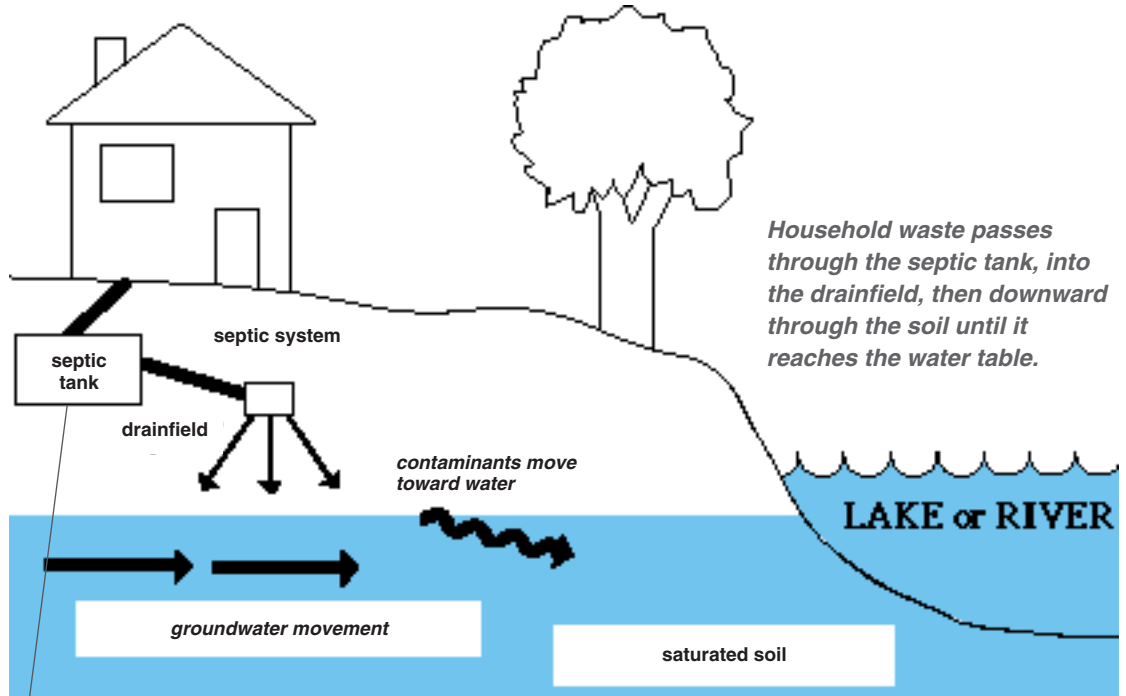 Household waste passes
through the septic tank, into
the drainfield, then downward
through the soil until it
reaches the water table.
septic system
septic
tank
drainfield
contaminants move
toward water
LAKE or RIVER
groundwater movement
saturated soil